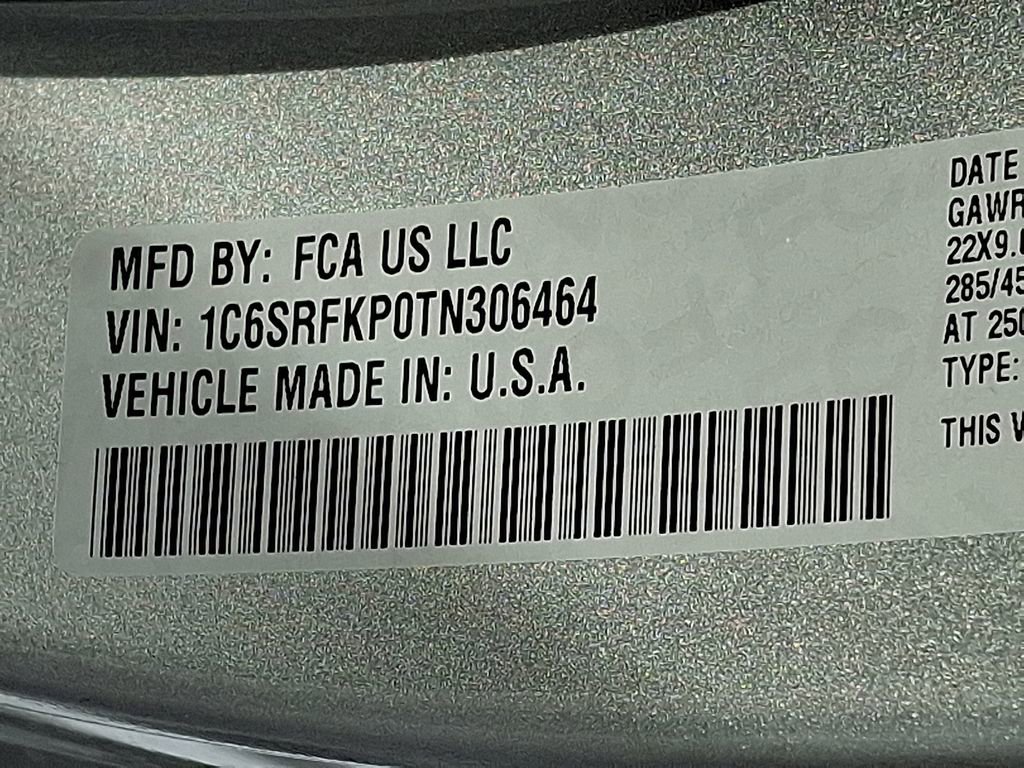 MFD BY: FCA US LLC
VIN: 1C6SRFKP0TN306464
VEHICLE MADE IN: U.S.A.
DATE
GAWR
22X9.
285/45
AT 250
TYPE:
THIS